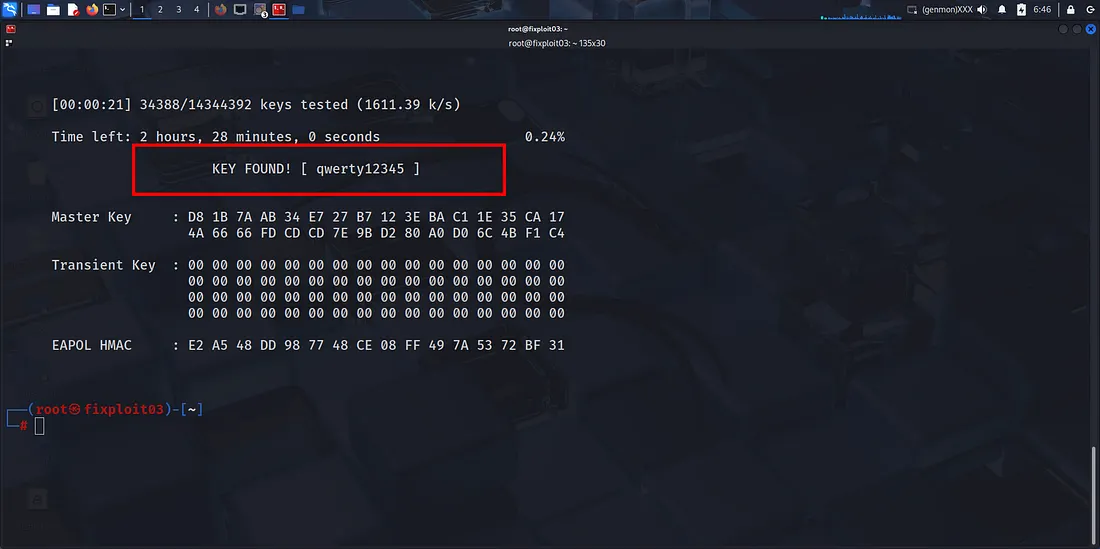 1 2 3 4 3 (genmon)XXX 6:46
root@fixploit03: ~
root@fixploit03: ~ 135x30
[00:00:21] 34388/14344392 keys tested (1611.39 k/s)
Time left: 2 hours, 28 minutes, 0 seconds 0.24%
KEY FOUND! [ qwerty12345 ]
Master Key : D8 1B 7A AB 34 E7 27 B7 12 3E BA C1 1E 35 CA 17
4A 66 66 FD CD CD 7E 9B D2 80 A0 D0 6C 4B F1 C4
Transient Key : 00 00 00 00 00 00 00 00 00 00 00 00 00 00 00 00
00 00 00 00 00 00 00 00 00 00 00 00 00 00 00 00
00 00 00 00 00 00 00 00 00 00 00 00 00 00 00 00
00 00 00 00 00 00 00 00 00 00 00 00 00 00 00 00
EAPOL HMAC : E2 A5 48 DD 98 77 48 CE 08 FF 49 7A 53 72 BF 31
┌──(root㉿fixploit03)-[~]
└─#